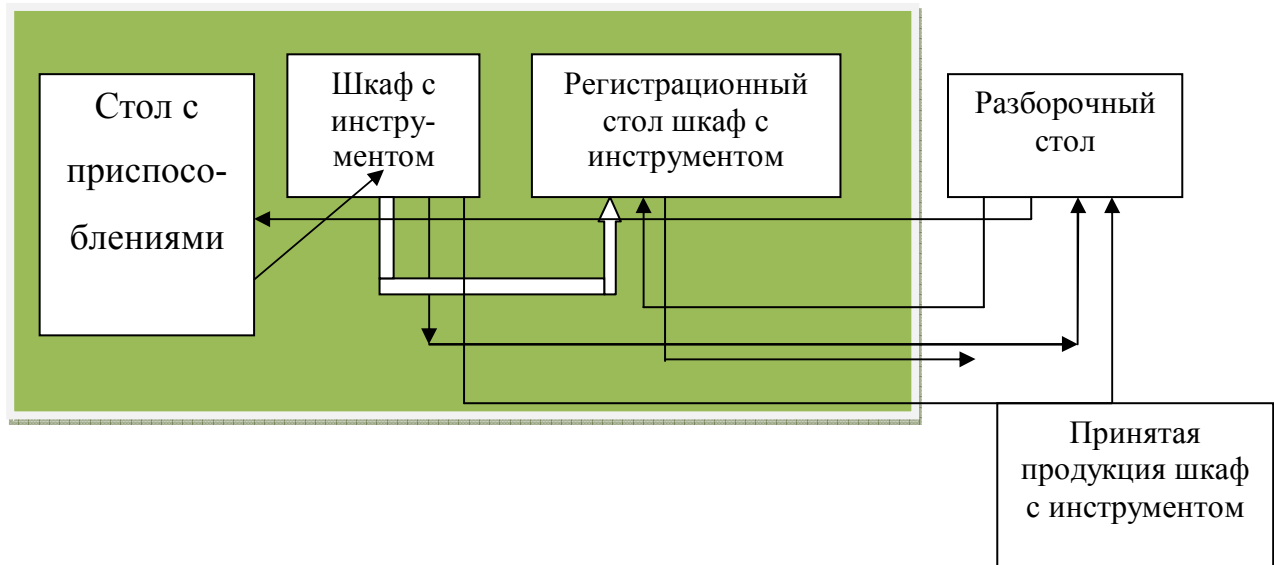 Стол с
приспосо-
блениями
Шкаф с
инстру-
ментом
Регистрационный
стол шкаф с
инструментом
Разборочный
стол
Принятая
продукция шкаф
с инструментом